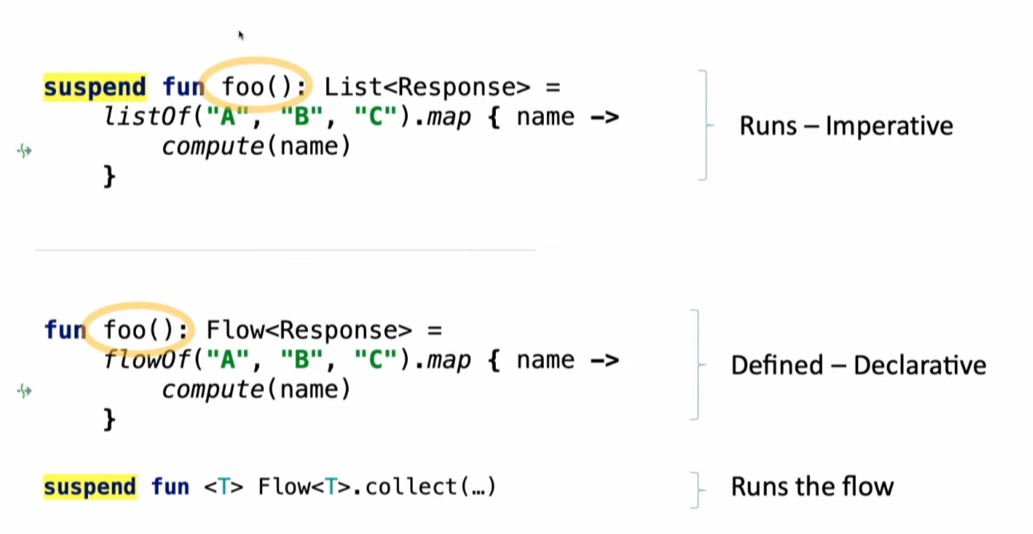 suspend fun foo(): List<Response> =
listOf("A", "B", "C").map { name ->
compute(name)
}
Runs – Imperative
fun foo(): Flow<Response> =
flowOf("A", "B", "C").map { name ->
compute(name)
}
Defined – Declarative
suspend fun <T> Flow<T>.collect(…)
Runs the flow